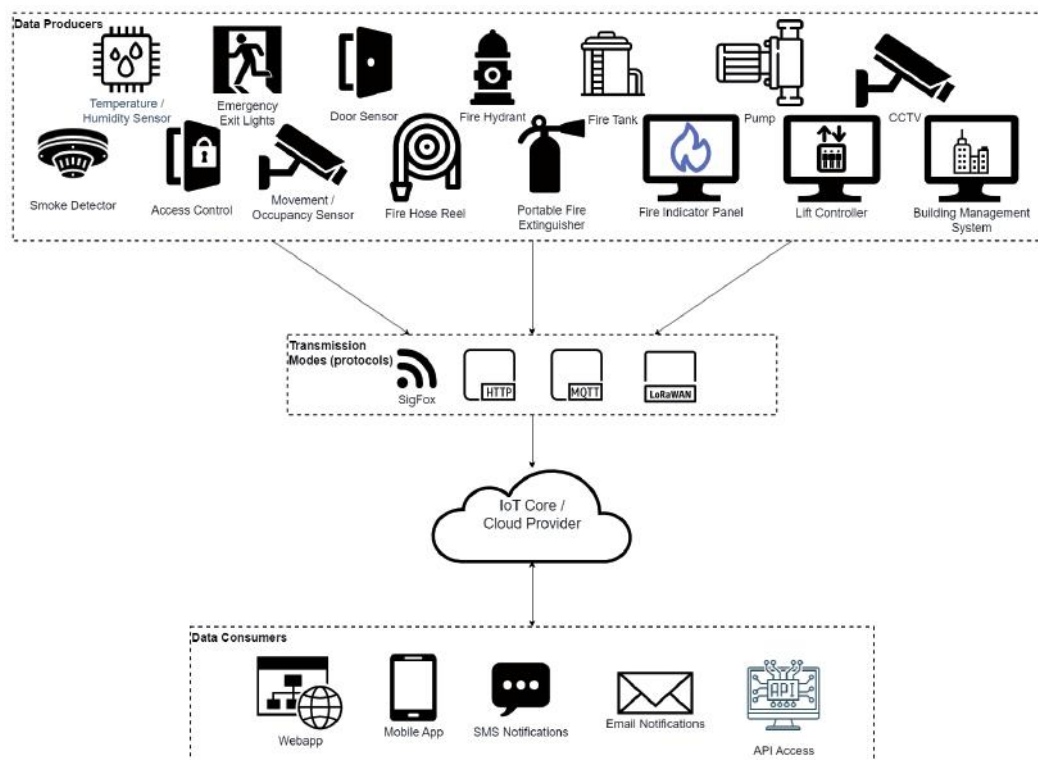 Data Producers
Temperature /
Humidity Sensor
Emergency
Exit Lights
Door Sensor
Fire Hydrant
Fire Tank
Pump
CCTV
Smoke Detector
Access Control
Movement /
Occupancy Sensor
Fire Hose Reel
Portable Fire
Extinguisher
Fire Indicator Panel
Lift Controller
Building Management
System
Transmission
Modes (protocols)
SigFox
HTTP
MQTT
LoRaWAN
IoT Core /
Cloud Provider
Data Consumers
Webapp
Mobile App
SMS Notifications
Email Notifications
API
API Access